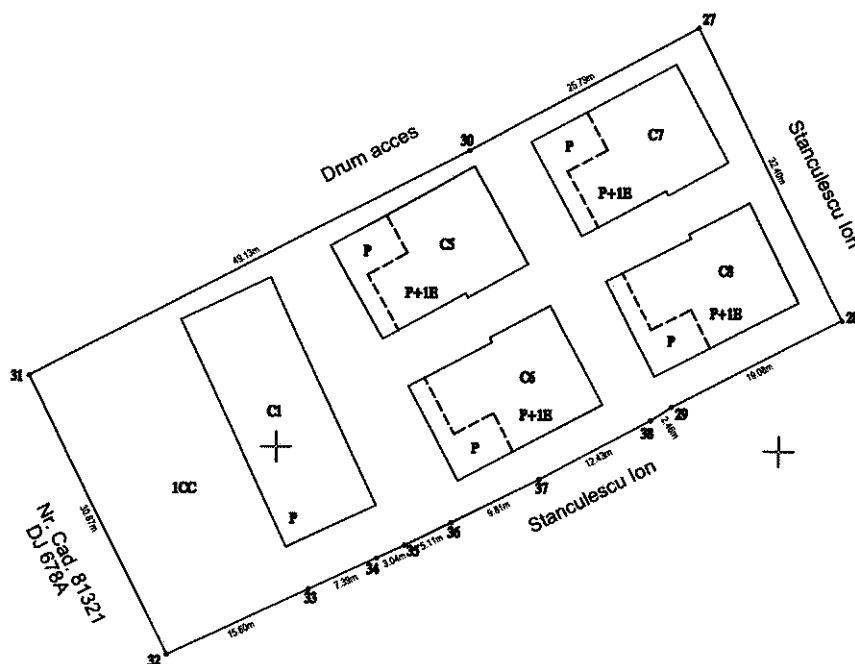 27
25.79m
30
Drum acces
C7
P
P+1E
Stanculescu Ion
32.40m
49.13m
C5
P
P+1E
C8
P+1E
P
28
19.08m
31
C6
P+1E
P
29
2.46m
38
12.43m
37
Stanculescu Ion
C1
P
1CC
9.81m
36
5.11m
35
3.04m
34
7.39m
33
15.60m
32
30.87m
Nr. Cad. 81321
DJ 678A